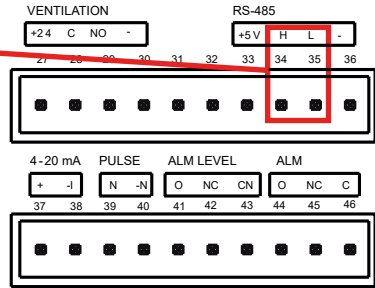 VENTILATION RS-485
+24 C NO - +5V H L -
27 28 29 30 31 32 33 34 35 36
4-20 mA PULSE ALM LEVEL ALM
+ -I N -N O NC CN O NC C
37 38 39 40 41 42 43 44 45 46